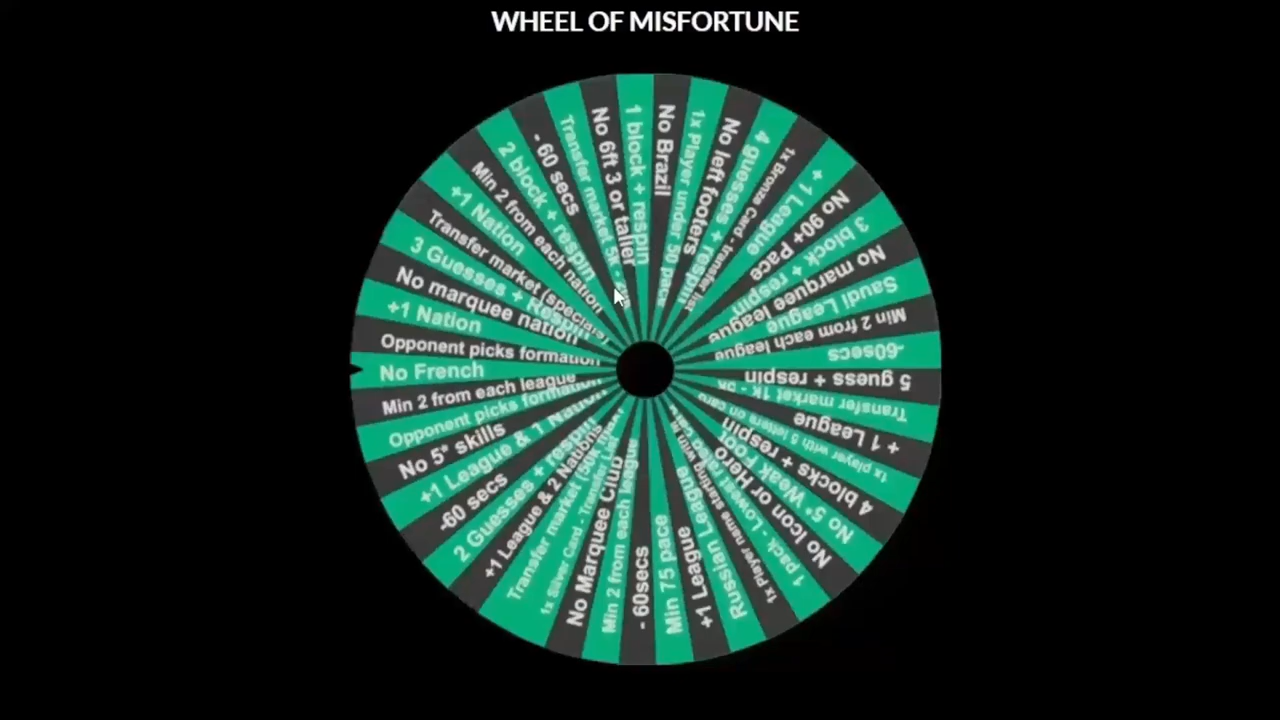 WHEEL OF MISFORTUNE
No French
Opponent picks formation
+1 Nation
No marquee nation
3 Guesses + Respin
Transfer market (special
+1 Nation
Min 2 from each nation
2 block + respin
- 60 secs
Transfer market 5k -
No 6ft 3 or taller
1 block + respin
No Brazil
1x Player under 50 pace
No left footers
4 guesses + respin
1x Bronze Card - transfer list
+ 1 League
No 90+ Pace
3 block + respin
No marquee league
Saudi League
Min 2 from each league
-60secs
5 guess + respin
Transfer market 1k - 5k
+ 1 League
1x player with 5 letters on card
4 blocks + respin
No 5* Weak Foot
No Icon or Hero
1 pack - Lowest rated
1x Player name starting with
Russian League
+1 League
Min 75 pace
- 60secs
Min 2 from each league
No Marquee Club
1x Silver Card - Transfer List
Transfer market (50k
+1 League & 2 Nations
2 Guesses + respin
-60 secs
+1 League & 1 Nation
No 5* skills
Opponent picks formation
Min 2 from each league